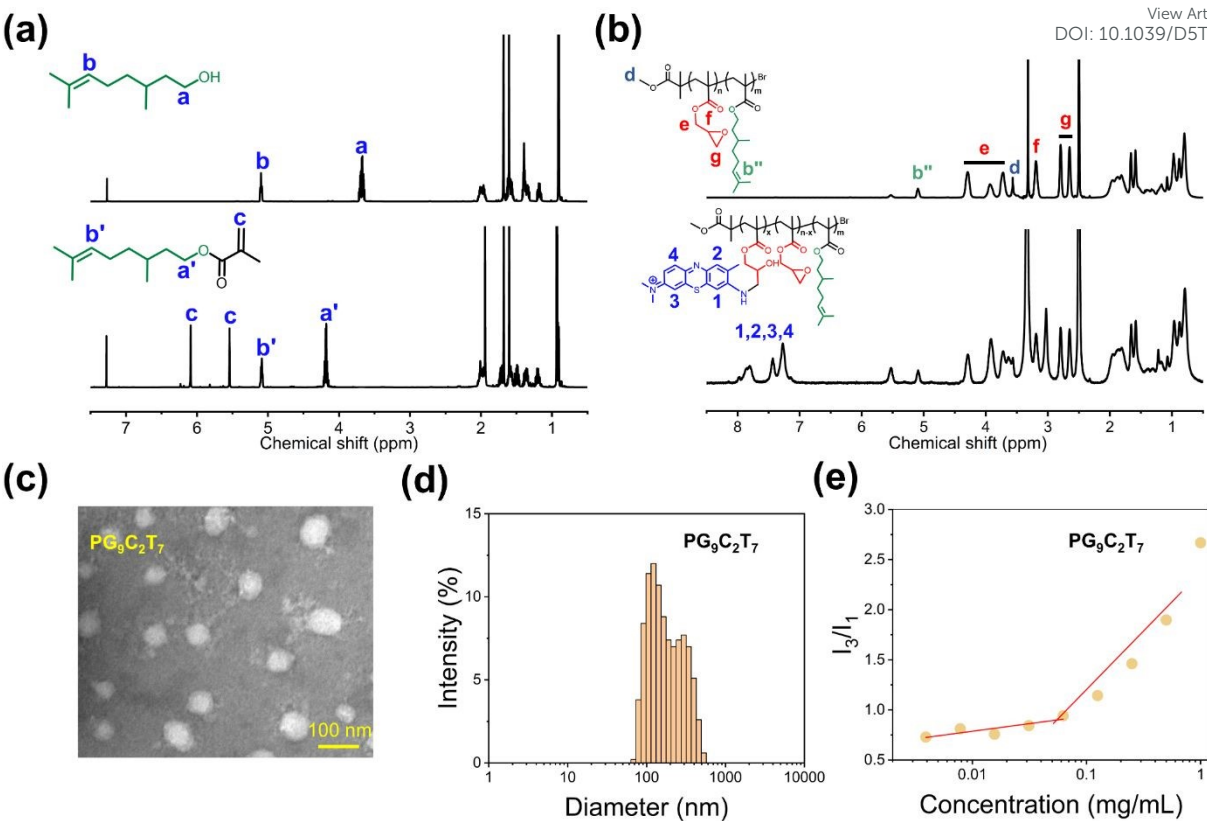 View Art
DOI: 10.1039/D5T
(a)
b
OH
a
b
a
c
b'
O
a'
O
c
c
b'
a'
7 6 5 4 3 2 1
Chemical shift (ppm)
(b)
d
O
O
n
m
Br
O
O
O
O
e
f
O
g
b"
b"
e
d
f
g
O
O
x
n-x
m
Br
O
O
O
O
O
O
OH
O
4
N
2
N
+
3
S
1
N
H
1,2,3,4
8 7 6 5 4 3 2 1
Chemical shift (ppm)
(c)
PG9C2T7
100 nm
(d)
PG9C2T7
Intensity (%)
15
10
5
0
1 10 100 1000 10000
Diameter (nm)
(e)
PG9C2T7
I3/I1
3.0
2.5
2.0
1.5
1.0
0.5
0.01 0.1 1
Concentration (mg/mL)